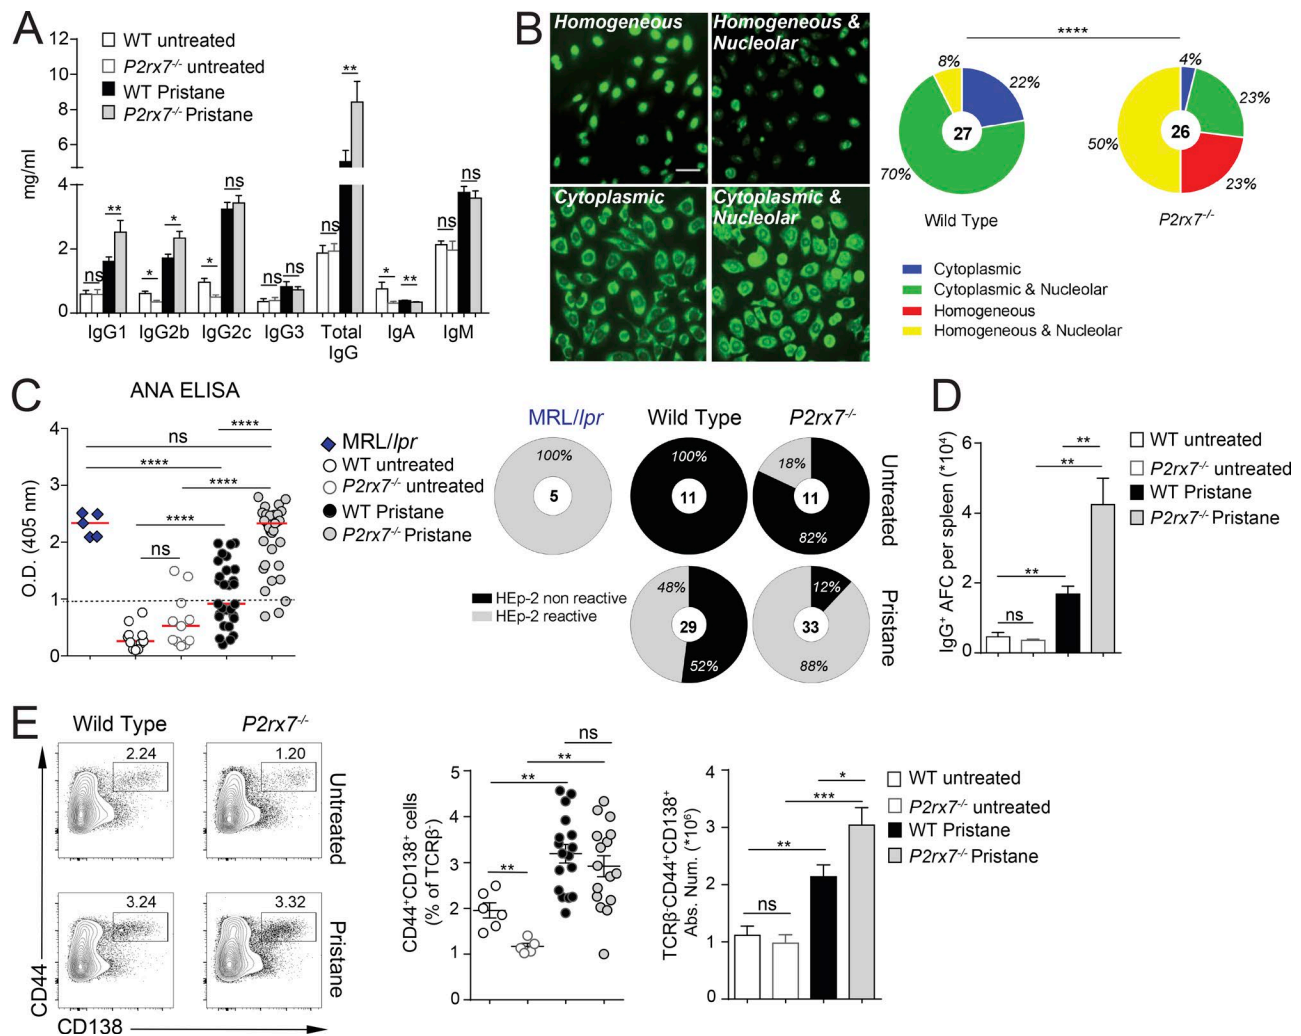 A
12
10
8
6
4
2
0
mg/ml
WT untreated
P2rx7-/- untreated
WT Pristane
P2rx7-/- Pristane
ns
**
*
*
*
ns
ns
ns
ns
**
*
**
ns
ns
IgG1
IgG2b
IgG2c
IgG3
Total
IgG
IgA
IgM
B
Homogeneous
Homogeneous &
Nucleolar
Cytoplasmic
Cytoplasmic &
Nucleolar
****
8%
22%
27
70%
Wild Type
4%
23%
26
50%
23%
P2rx7-/-
Cytoplasmic
Cytoplasmic & Nucleolar
Homogeneous
Homogeneous & Nucleolar
C
ANA ELISA
4
3
2
1
0
O.D. (405 nm)
****
ns
****
****
****
ns
MRL/lpr
WT untreated
P2rx7-/- untreated
WT Pristane
P2rx7-/- Pristane
MRL/lpr
Wild Type
P2rx7-/-
100%
5
100%
11
18%
11
82%
Untreated
48%
29
52%
12%
33
88%
Pristane
HEp-2 non reactive
HEp-2 reactive
D
6
4
2
0
IgG+ AFC per spleen (*10⁴)
**
**
**
ns
WT untreated
P2rx7-/- untreated
WT Pristane
P2rx7-/- Pristane
E
Wild Type
P2rx7-/-
2.24
1.20
Untreated
3.24
3.32
Pristane
CD44
CD138
5
4
3
2
1
0
CD44+CD138+ cells
(% of TCRβ-)
ns
**
**
**
4
3
2
1
0
TCRβ-CD44+CD138+
Abs. Num. (*10⁶)
*
***
**
ns
WT untreated
P2rx7-/- untreated
WT Pristane
P2rx7-/- Pristane